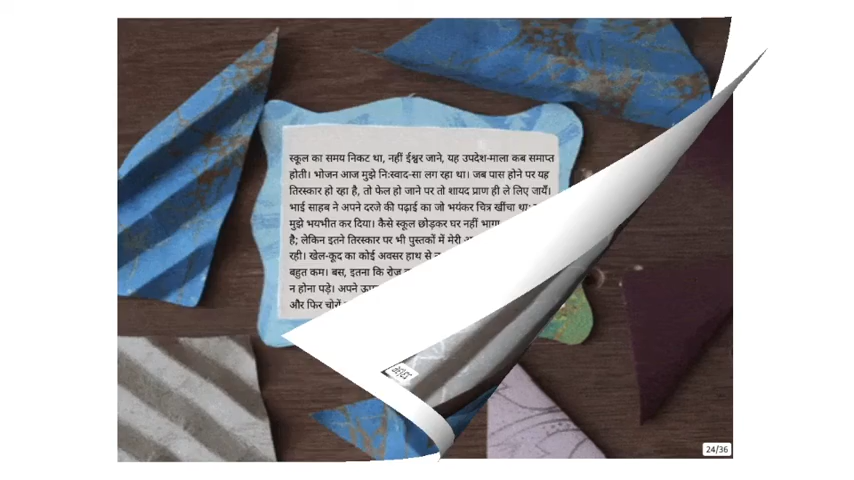 स्कूल का समय निकट था, नहीं ईश्वर जाने, यह उपदेश-माला कब समाप्त
होती। भोजन आज मुझे नि:स्वाद-सा लग रहा था। जब पास होने पर यह
तिरस्कार हो रहा है, तो फेल हो जाने पर तो शायद प्राण ही ले लिए जायें।
भाई साहब ने अपने दरजे की पढ़ाई का जो भयंकर चित्र खींचा था;
मुझे भयभीत कर दिया। कैसे स्कूल छोड़कर घर नहीं
है; लेकिन इतने तिरस्कार पर भी पुस्तकों में मेरी
रही। खेल-कूद का कोई अवसर हाथ से
बहुत कम। बस, इतना कि रोज़
न होना पड़े। अपने
और फिर चोरों
24/36